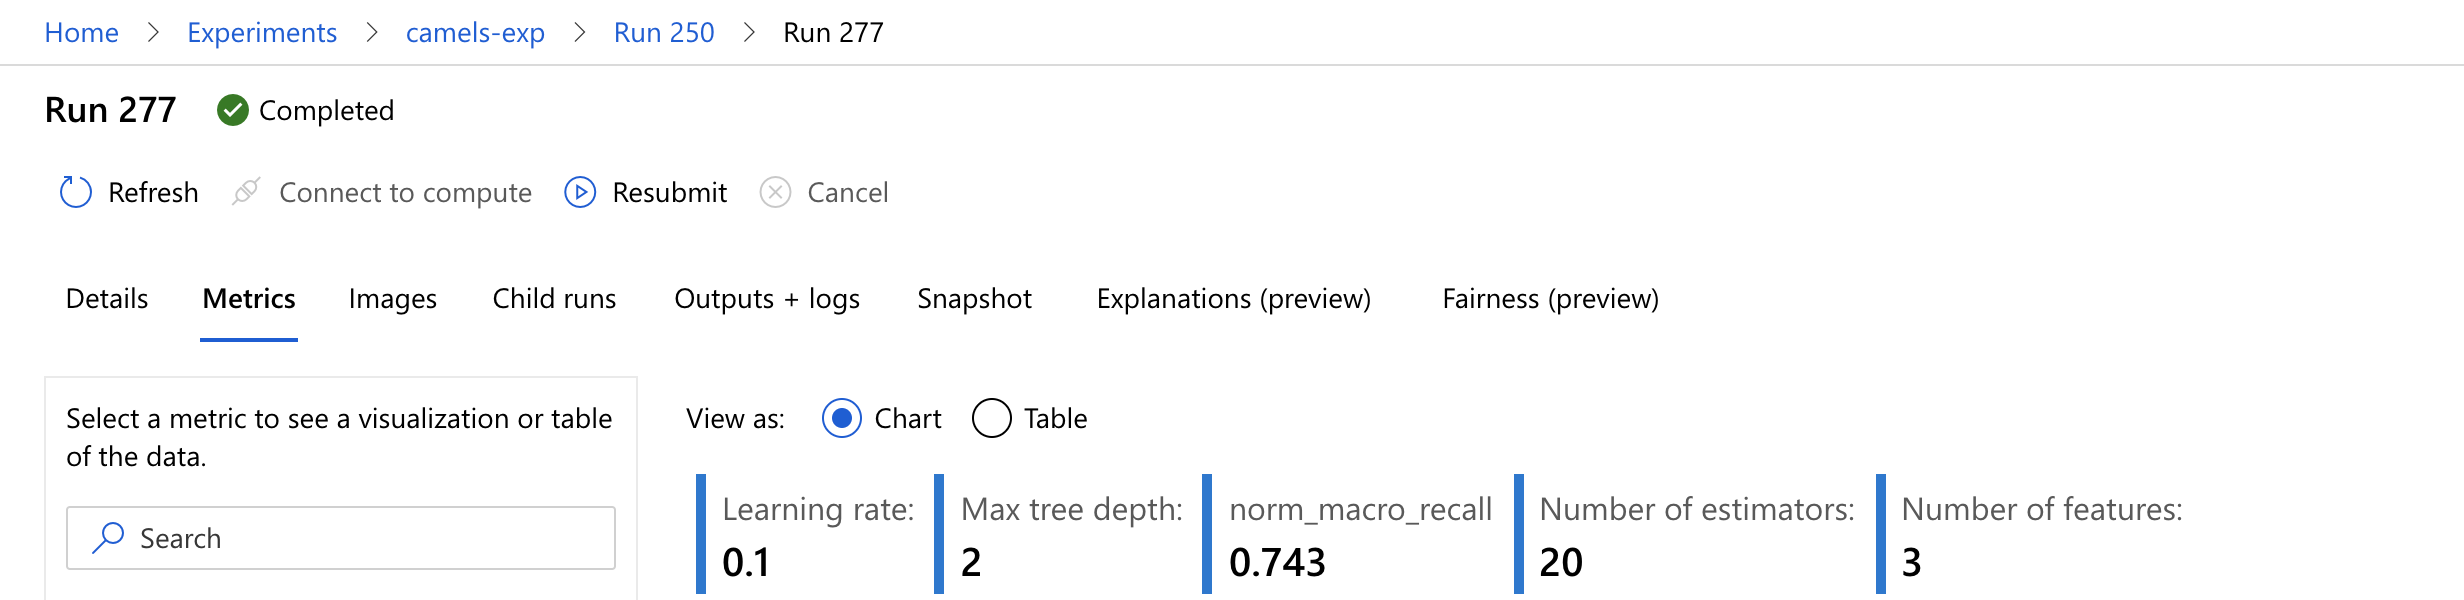 Home > Experiments > camels-exp > Run 250 > Run 277
Run 277 Completed
Refresh Connect to compute Resubmit Cancel
Details Metrics Images Child runs Outputs + logs Snapshot Explanations (preview) Fairness (preview)
Select a metric to see a visualization or table
of the data.
Search
View as: Chart Table
Learning rate: Max tree depth: norm_macro_recall Number of estimators: Number of features:
0.1 2 0.743 20 3